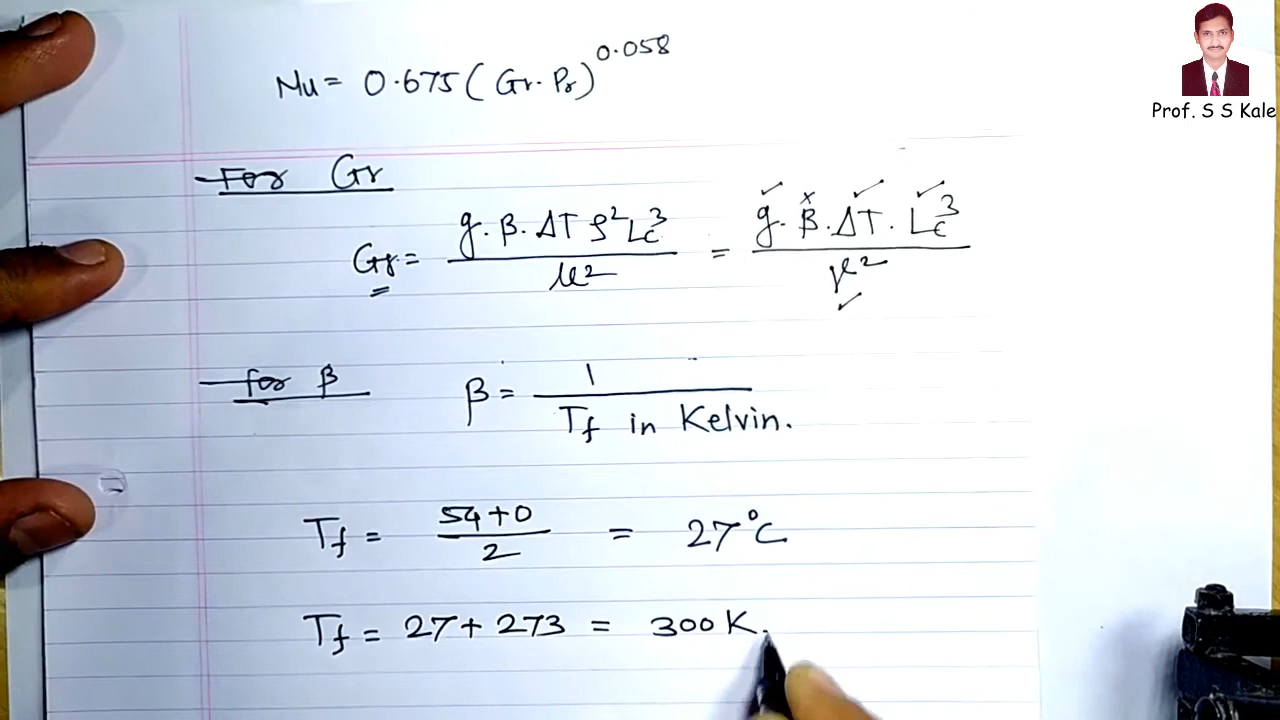 Nu = 0.675 (Gr. Pr)^0.058
Prof. S S Kale
For Gr
Gr = g. β. ΔT ρ² Lc³ / μ² = g. β. ΔT. Lc³ / ν²
for β β = 1 / Tf in Kelvin.
Tf = 54+0 / 2 = 27°C
Tf = 27 + 273 = 300 K.